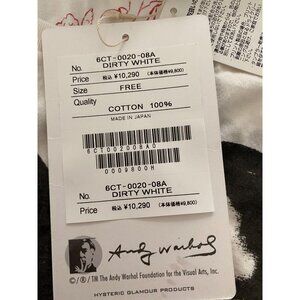 6CT-0020-08A
No. DIRTY WHITE
Price 税込 ¥10,290 (本体価格¥9,800)
Size FREE
Quality COTTON 100%
MADE IN JAPAN
6CT002008A0
0009800H
6CT-0020-08A
No. DIRTY WHITE
Price 税込 ¥10,290 (本体価格¥9,800)
Andy Warhol
©/®/TM The Andy Warhol Foundation for the Visual Arts, Inc.
HYSTERIC GLAMOUR PRODUCTS